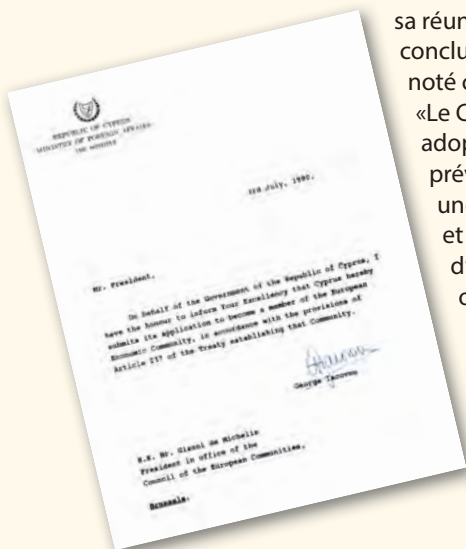 sa réun
conclu
noté
«Le
adop
prév
un
et
d
REPUBLIC OF CYPRUS
MINISTRY OF FOREIGN AFFAIRS
THE MINISTER
3rd July, 1990.
Mr. President,
On behalf of the Government of the Republic of Cyprus, I
have the honour to inform Your Excellency that Cyprus hereby
submits its application to become a member of the European
Economic Community, in accordance with the provisions of
Article 237 of the Treaty establishing that Community.
George Iacovou
H.E. Mr. Gianni de Michelis
President in office of the
Council of the European Communities,
Brussels.